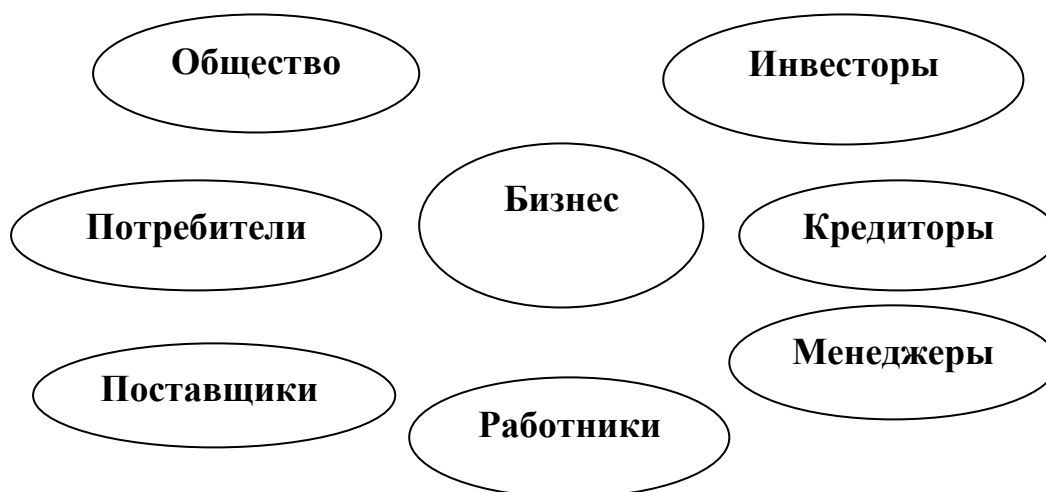 Общество
Инвесторы
Бизнес
Потребители
Кредиторы
Менеджеры
Поставщики
Работники